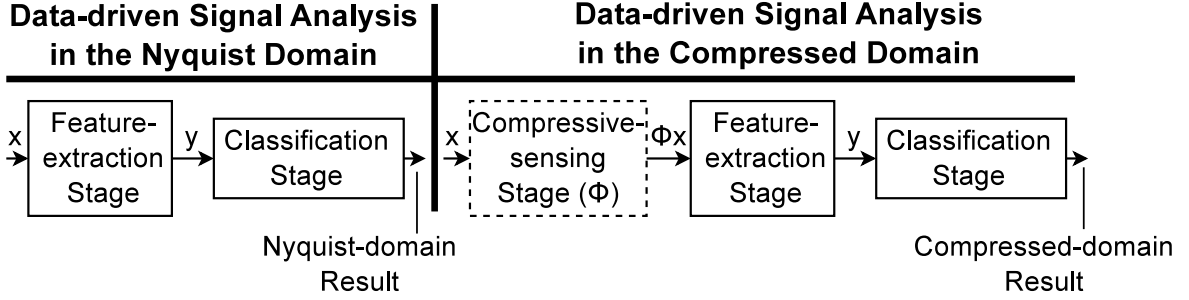 Data-driven Signal Analysis
in the Nyquist Domain
x
Feature-
extraction
Stage
y
Classification
Stage
Nyquist-domain
Result
Data-driven Signal Analysis
in the Compressed Domain
x
Compressive-
sensing
Stage (Φ)
Φx
Feature-
extraction
Stage
y
Classification
Stage
Compressed-domain
Result